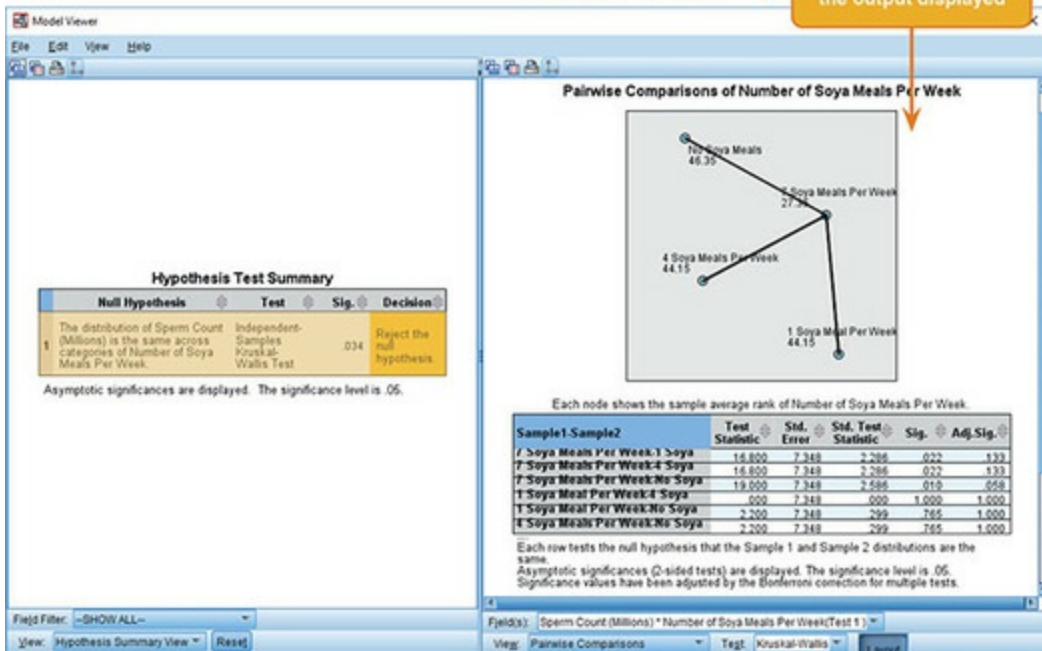 the output displayed
Model Viewer
File Edit View Help
Hypothesis Test Summary
Null Hypothesis Test Sig. Decision
1 The distribution of Sperm Count (Millions) is the same across categories of Number of Soya Meals Per Week. Independent-Samples Kruskal-Wallis Test .034 Reject the null hypothesis.
Asymptotic significances are displayed. The significance level is .05.
Field Filter: --SHOW ALL--
View: Hypothesis Summary View Reset
Pairwise Comparisons of Number of Soya Meals Per Week
No Soya Meals
46.35
7 Soya Meals Per Week
4 Soya Meals Per Week
44.15
1 Soya Meal Per Week
44.15
Each node shows the sample average rank of Number of Soya Meals Per Week.
Sample1-Sample2 Test Statistic Std. Error Std. Test Statistic Sig. Adj.Sig.
7 Soya Meals Per Week-1 Soya 16.800 7.348 2.286 .022 .133
7 Soya Meals Per Week-4 Soya 16.800 7.348 2.286 .022 .133
7 Soya Meals Per Week-No Soya 19.000 7.348 2.586 .010 .058
1 Soya Meal Per Week-4 Soya .000 7.348 .000 1.000 1.000
1 Soya Meal Per Week-No Soya 2.200 7.348 .299 .765 1.000
4 Soya Meals Per Week-No Soya 2.200 7.348 .299 .765 1.000
Each row tests the null hypothesis that the Sample 1 and Sample 2 distributions are the
same.
Asymptotic significances (2-sided tests) are displayed. The significance level is .05.
Significance values have been adjusted by the Bonferroni correction for multiple tests.
Field(s): Sperm Count (Millions) * Number of Soya Meals Per Week(Test 1)
View: Pairwise Comparisons Test: Kruskal-Wallis Layout